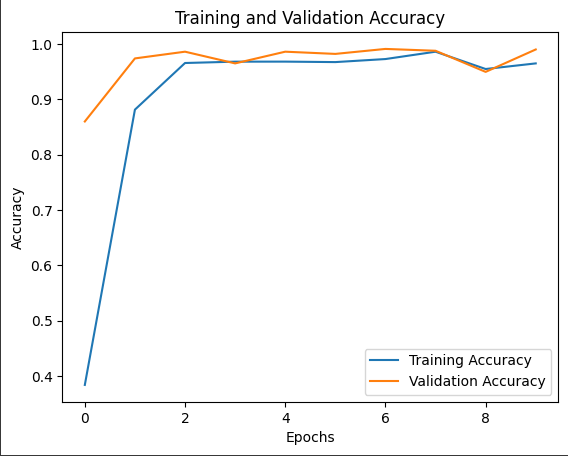 Training and Validation Accuracy
1.0
0.9
0.8
0.7
0.6
0.5
0.4
Accuracy
0 2 4 6 8
Epochs
Training Accuracy
Validation Accuracy